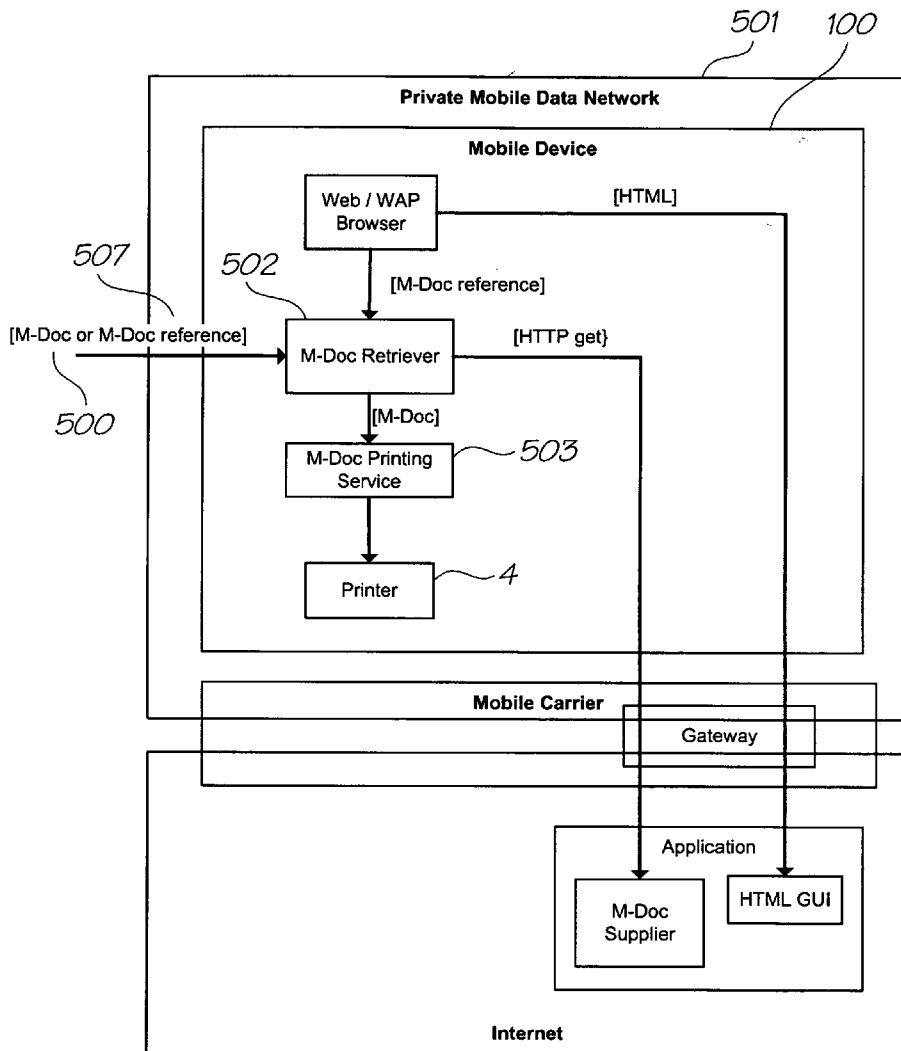 501
100
Private Mobile Data Network
Mobile Device
Web / WAP
Browser
[HTML]
507
502
[M-Doc reference]
[M-Doc or M-Doc reference]
M-Doc Retriever
[HTTP get}
500
[M-Doc]
M-Doc Printing
Service
503
Printer
4
Mobile Carrier
Gateway
Application
M-Doc
Supplier
HTML GUI
Internet